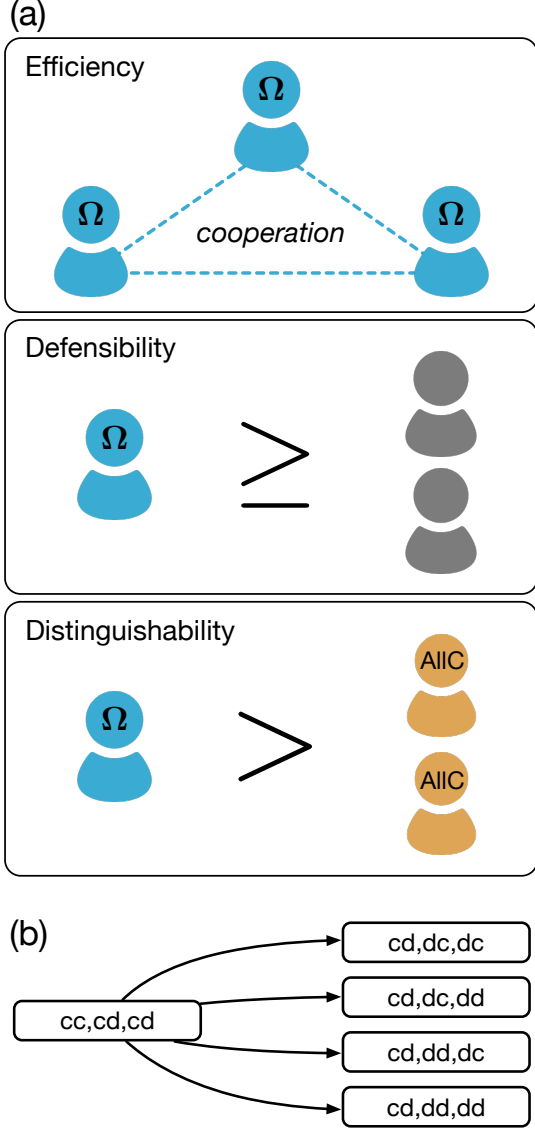 (a)
Efficiency
Ω
Ω
Ω
cooperation
Defensibility
Ω
≥
Distinguishability
Ω
>
AllC
AllC
(b)
cc,cd,cd
cd,dc,dc
cd,dc,dd
cd,dd,dc
cd,dd,dd